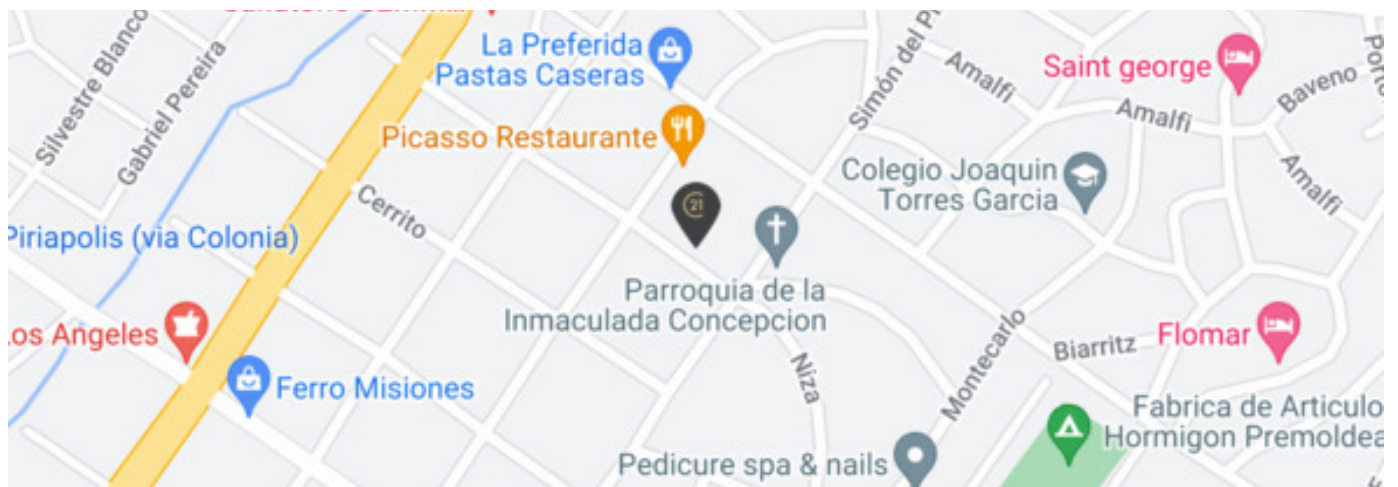 La Preferida
Pastas Caseras
Silvestre Blanco
Gabriel Pereira
Picasso Restaurante
Simón del
Amalfi
Saint george
Amalfi
Baveno
Colegio Joaquin
Torres Garcia
Amalfi
21
Cerrito
Piriapolis (via Colonia)
Parroquia de la
Inmaculada Concepcion
Los Angeles
Ferro Misiones
Niza
Montecarlo
Biarritz
Flomar
Fabrica de Articulo
Hormigon Premoldea
Pedicure spa & nails